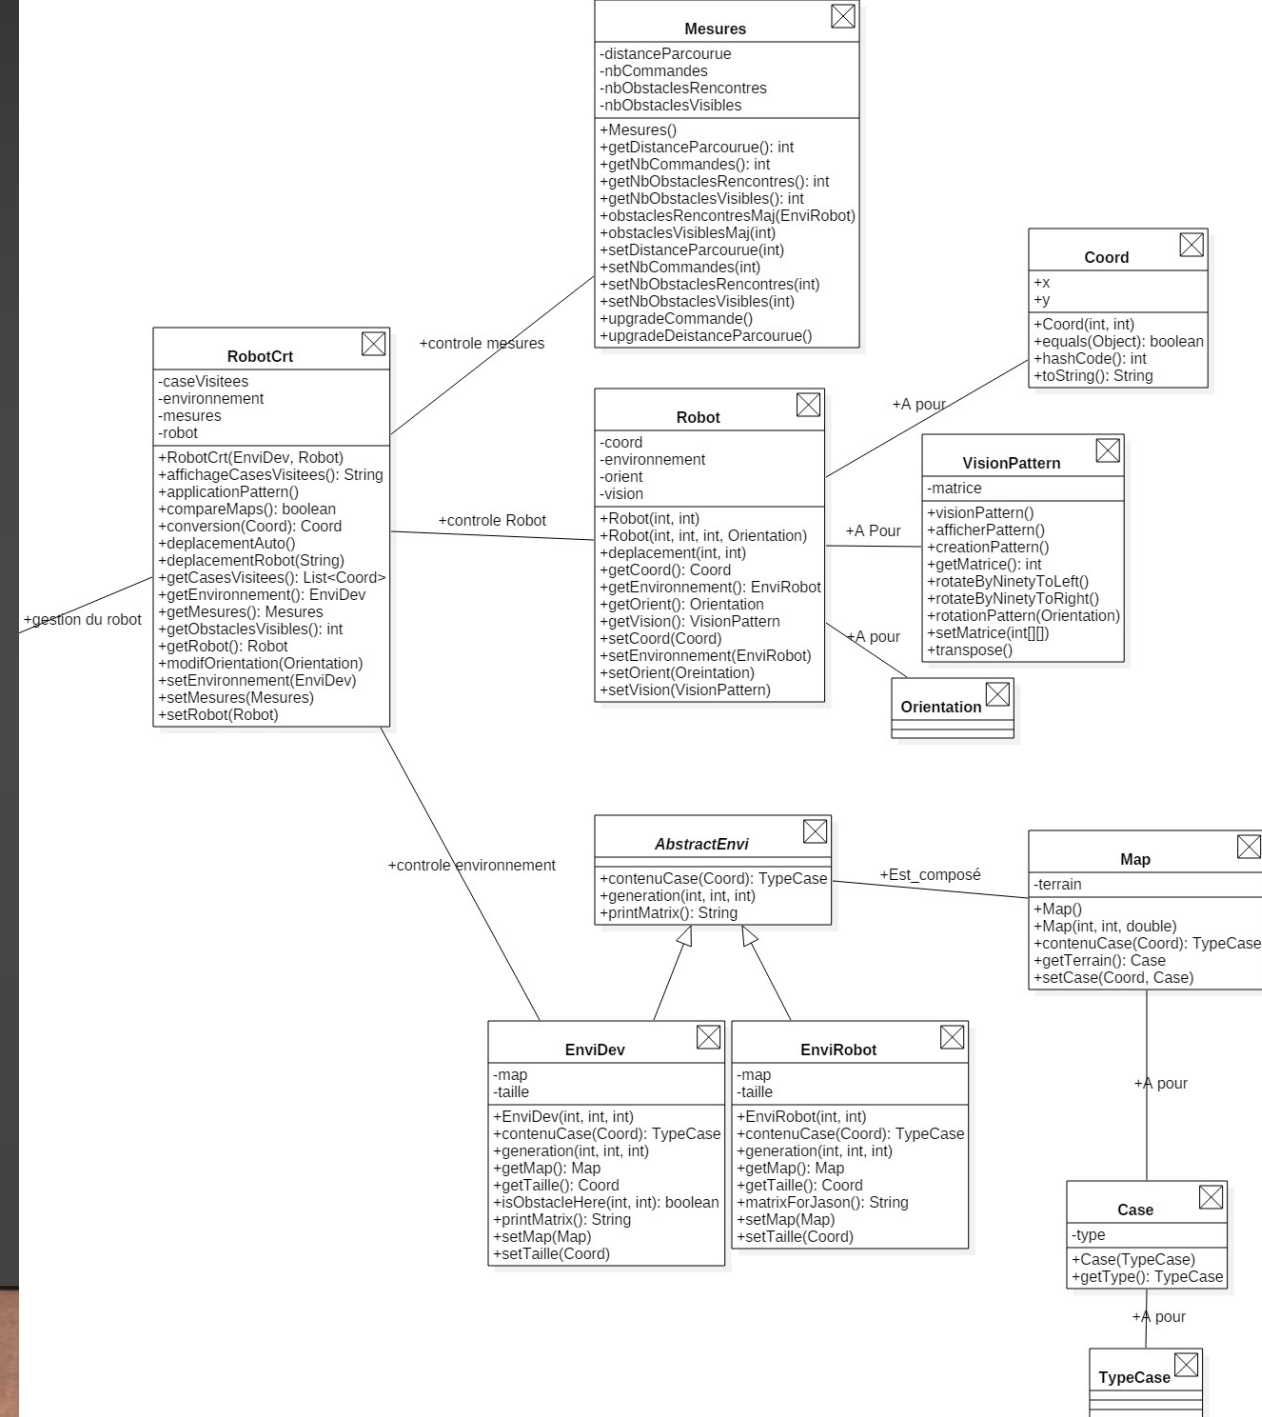 Mesures
-distanceParcourue
-nbCommandes
-nbObstaclesRencontres
-nbObstaclesVisibles
+Mesures()
+getDistanceParcourue(): int
+getNbCommandes(): int
+getNbObstaclesRencontres(): int
+getNbObstaclesVisibles(): int
+obstaclesRencontresMaj(EnviRobot)
+obstaclesVisiblesMaj(int)
+setDistanceParcourue(int)
+setNbCommandes(int)
+setNbObstaclesRencontres(int)
+setNbObstaclesVisibles(int)
+upgradeCommande()
+upgradeDeistanceParcourue()
+controle mesures
RobotCrt
-caseVisitees
-environnement
-mesures
-robot
+RobotCrt(EnviDev, Robot)
+affichageCasesVisitees(): String
+applicationPattern()
+compareMaps(): boolean
+conversion(Coord): Coord
+deplacementAuto()
+deplacementRobot(String)
+getCasesVisitees(): List<Coord>
+getEnvironnement(): EnviDev
+getMesures(): Mesures
+getObstaclesVisibles(): int
+getRobot(): Robot
+modifOrientation(Orientation)
+setEnvironnement(EnviDev)
+setMesures(Mesures)
+setRobot(Robot)
+gestion du robot
+controle Robot
Robot
-coord
-environnement
-orient
-vision
+Robot(int, int)
+Robot(int, int, int, Orientation)
+deplacement(int, int)
+getCoord(): Coord
+getEnvironnement(): EnviRobot
+getOrient(): Orientation
+getVision(): VisionPattern
+setCoord(Coord)
+setEnvironnement(EnviRobot)
+setOrient(Oreintation)
+setVision(VisionPattern)
+A pour
Coord
+x
+y
+Coord(int, int)
+equals(Object): boolean
+hashCode(): int
+toString(): String
+A Pour
VisionPattern
-matrice
+visionPattern()
+afficherPattern()
+creationPattern()
+getMatrice(): int
+rotateByNinetyToLeft()
+rotateByNinetyToRight()
+rotationPattern(Orientation)
+setMatrice(int[][])
+transpose()
+A pour
Orientation
+controle environnement
AbstractEnvi
+contenuCase(Coord): TypeCase
+generation(int, int, int)
+printMatrix(): String
+Est_composé
Map
-terrain
+Map()
+Map(int, int, double)
+contenuCase(Coord): TypeCase
+getTerrain(): Case
+setCase(Coord, Case)
EnviDev
-map
-taille
+EnviDev(int, int, int)
+contenuCase(Coord): TypeCase
+generation(int, int, int)
+getMap(): Map
+getTaille(): Coord
+isObstacleHere(int, int): boolean
+printMatrix(): String
+setMap(Map)
+setTaille(Coord)
EnviRobot
-map
-taille
+EnviRobot(int, int)
+contenuCase(Coord): TypeCase
+generation(int, int, int)
+getMap(): Map
+getTaille(): Coord
+matrixForJason(): String
+setMap(Map)
+setTaille(Coord)
+A pour
Case
-type
+Case(TypeCase)
+getType(): TypeCase
+A pour
TypeCase